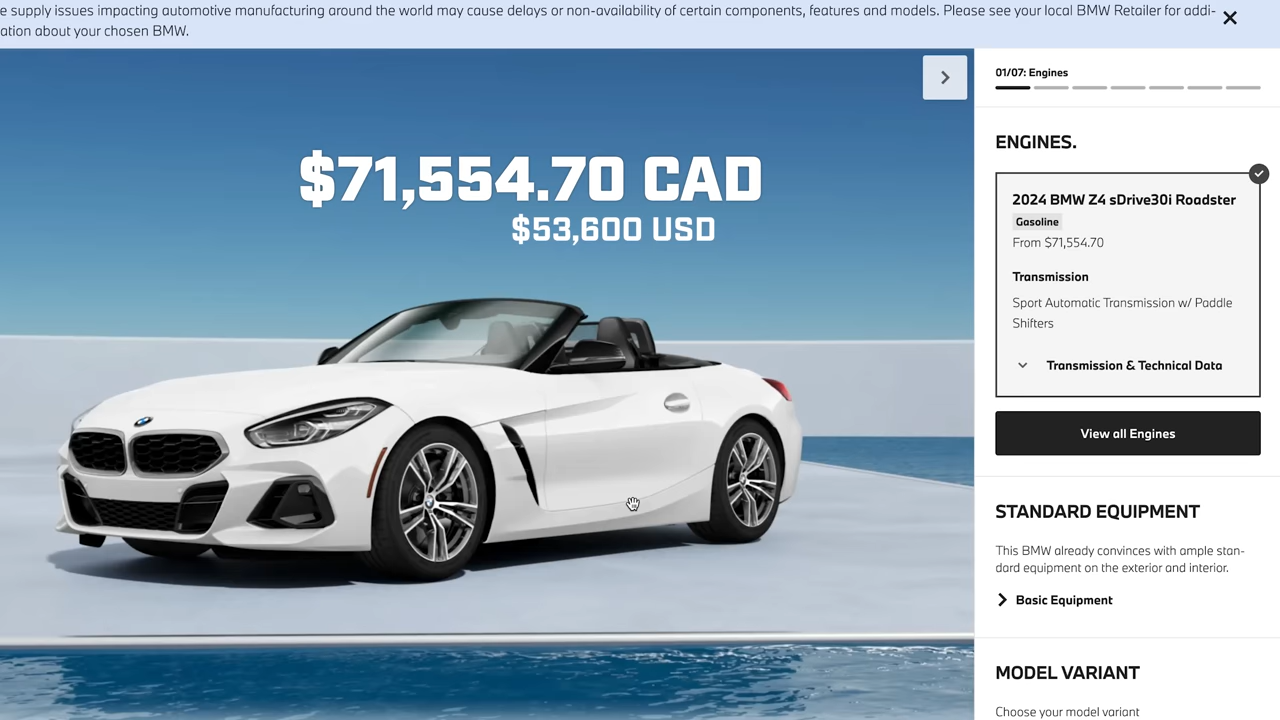 e supply issues impacting automotive manufacturing around the world may cause delays or non-availability of certain components, features and models. Please see your local BMW Retailer for addi-
ation about your chosen BMW.
01/07: Engines
$71,554.70 CAD
$53,600 USD
ENGINES.
2024 BMW Z4 sDrive30i Roadster
Gasoline
From $71,554.70
Transmission
Sport Automatic Transmission w/ Paddle
Shifters
Transmission & Technical Data
View all Engines
STANDARD EQUIPMENT
This BMW already convinces with ample stan-
dard equipment on the exterior and interior.
Basic Equipment
MODEL VARIANT
Choose your model variant